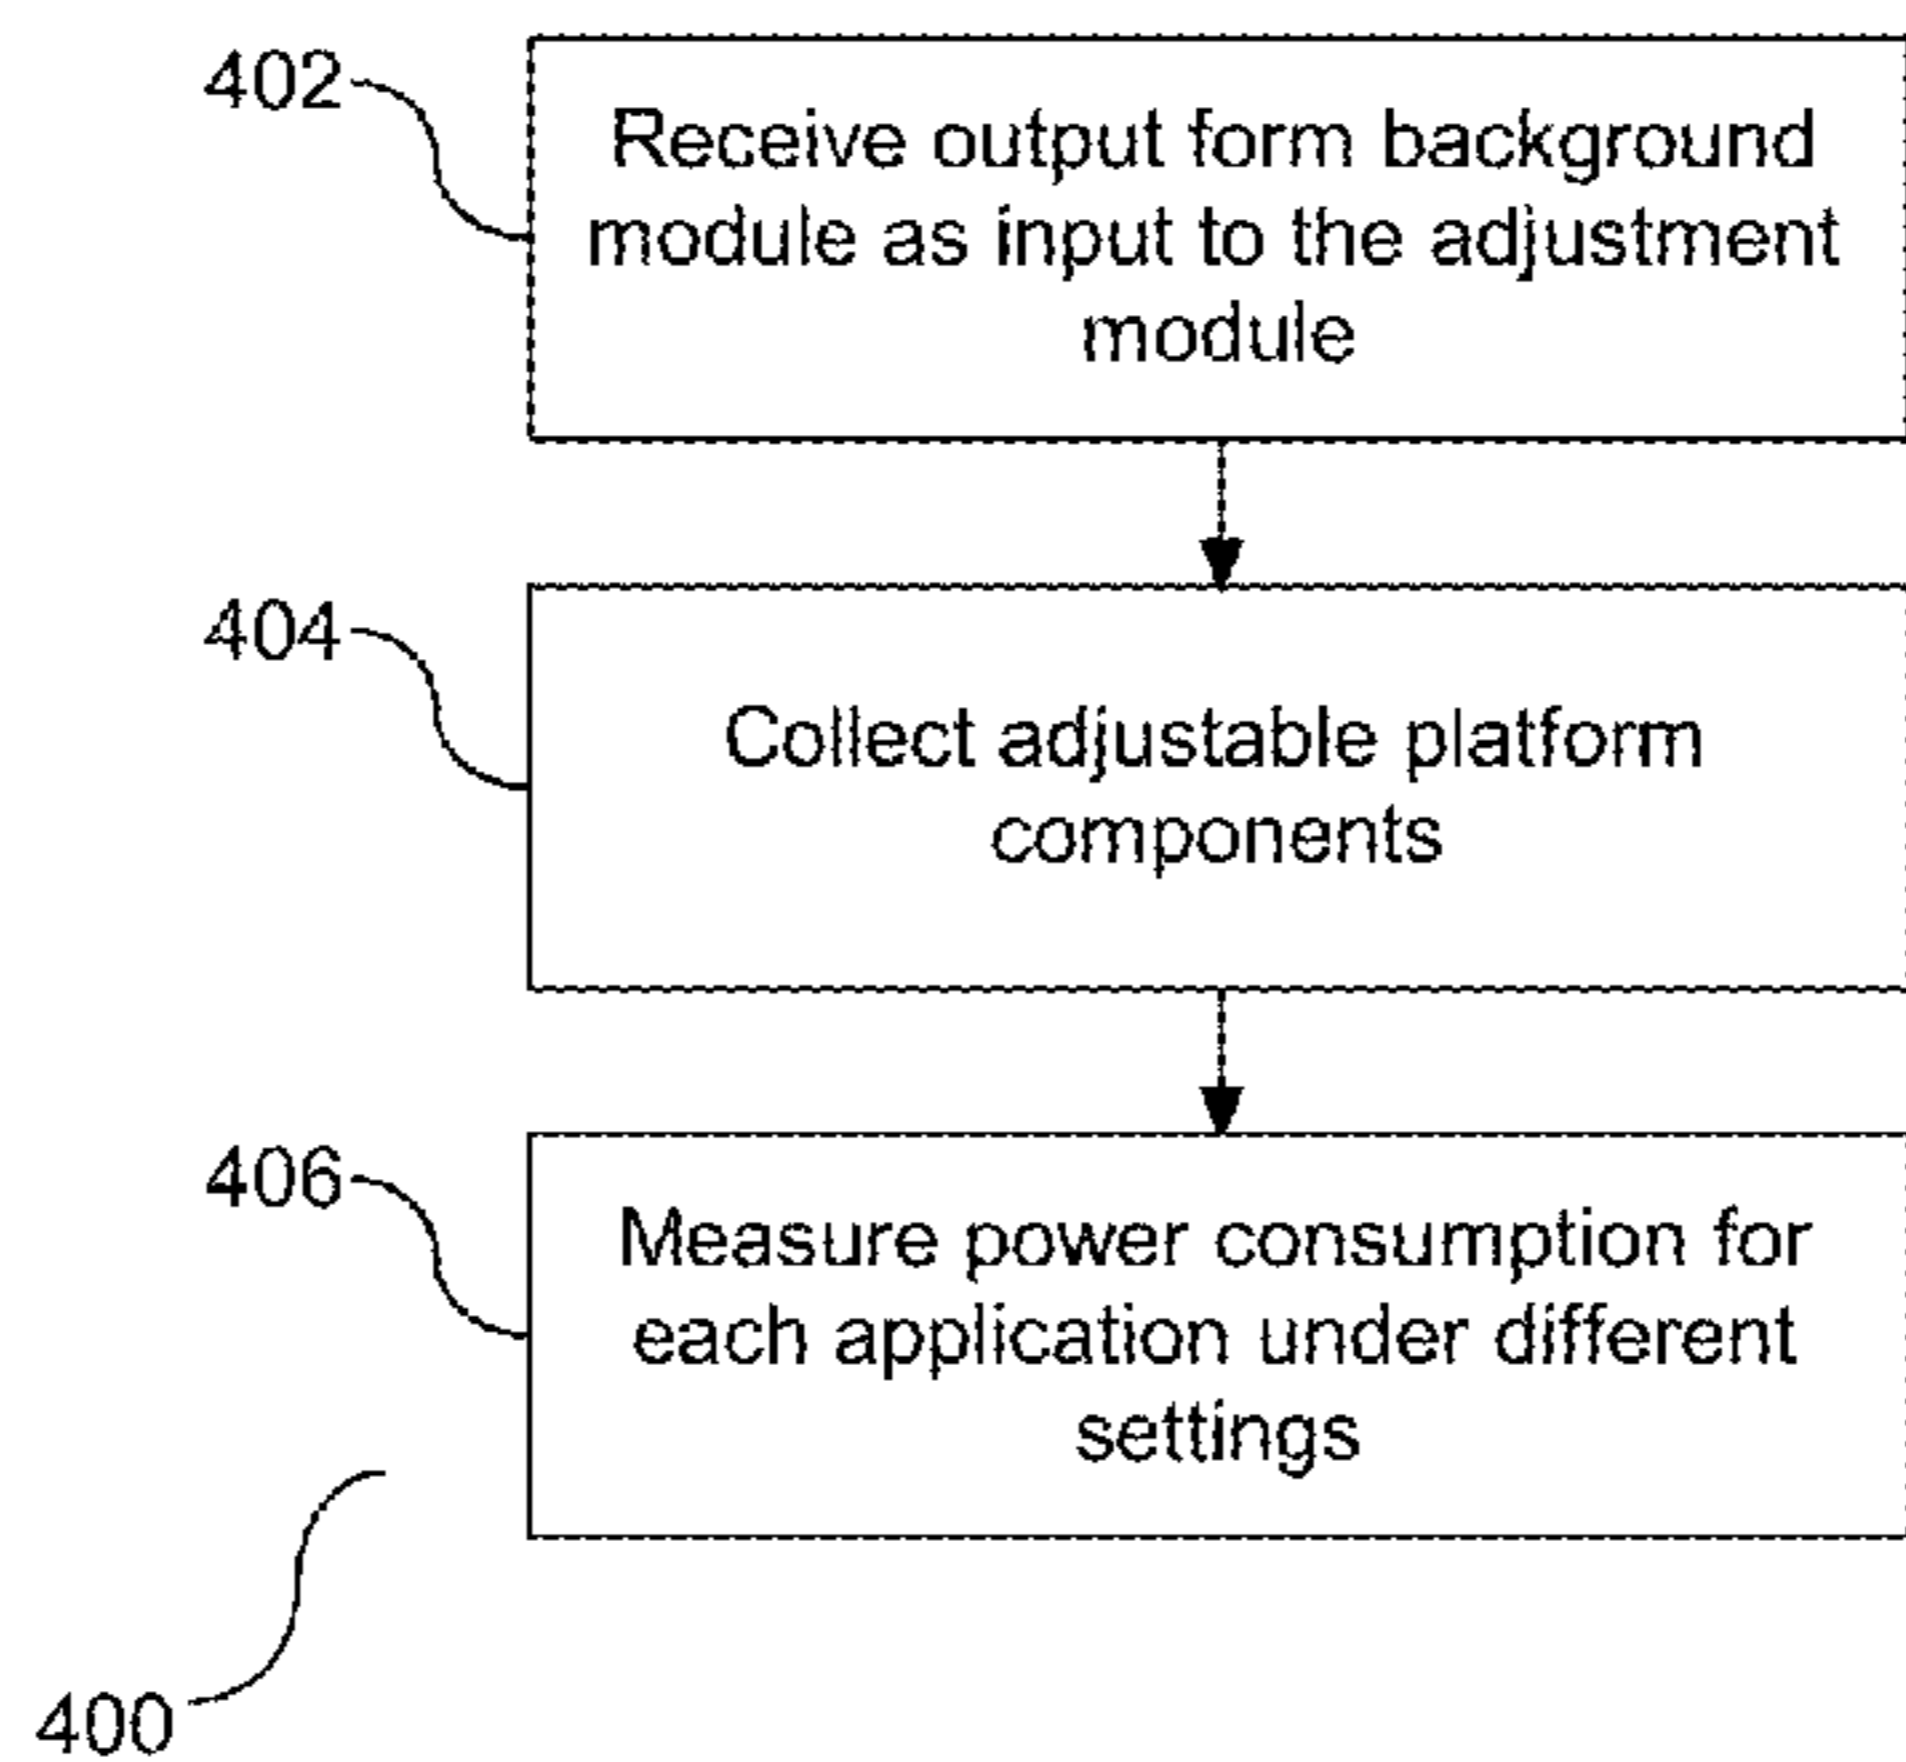 402
Receive output form background
module as input to the adjustment
module
404
Collect adjustable platform
components
406
Measure power consumption for
each application under different
settings
400